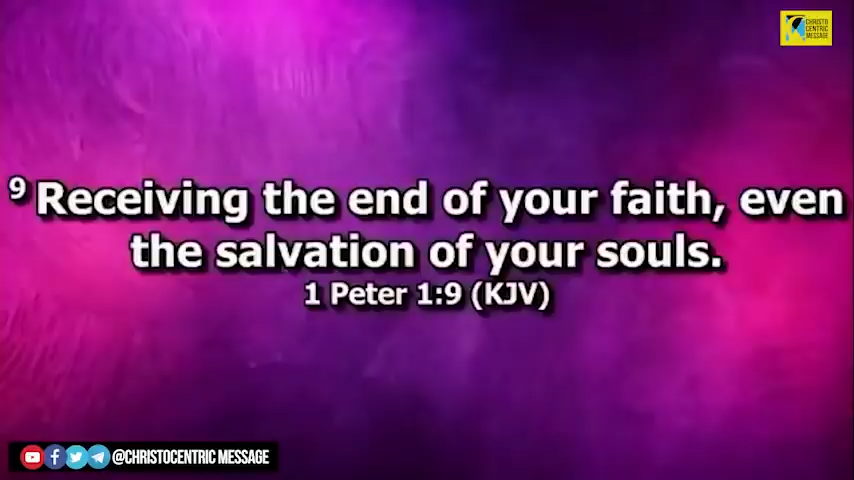 CHRISTO
CENTRIC
MESSAGE
9 Receiving the end of your faith, even
the salvation of your souls.
1 Peter 1:9 (KJV)
@CHRISTOCENTRIC MESSAGE